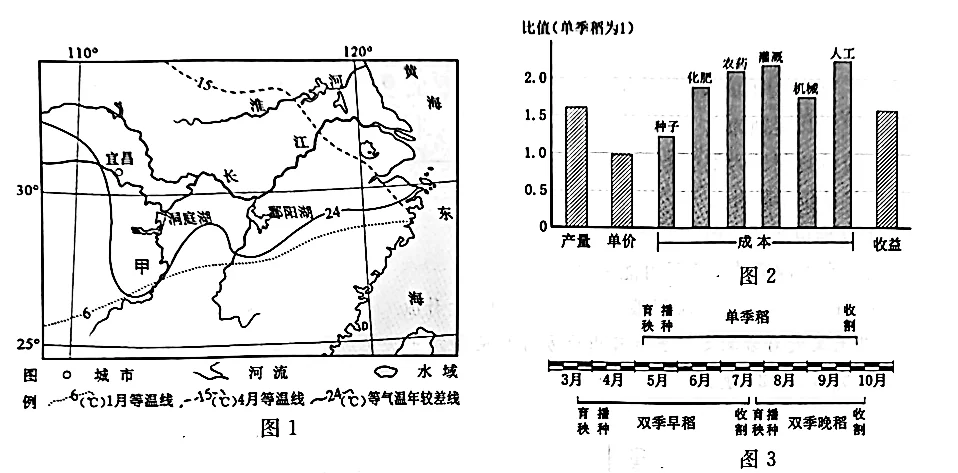 110°
120°
15
淮
河
黄
海
宜昌
江
长
30°
洞庭湖
鄱阳湖
24
东
甲
6
海
25°
图 ○ 城市 河流 水域
例 6(℃)1月等温线 15(℃)4月等温线 24(℃)等气温年较差线
图1
比值(单季稻为1)
2.0
1.5
1.0
0.5
0
种子
化肥
农药
灌溉
机械
人工
产量 单价 成本 收益
图2
育秧 播种 单季稻 收割
3月 4月 5月 6月 7月 8月 9月 10月
育秧 播种 双季早稻 收割 育秧 播种 双季晚稻 收割
图3